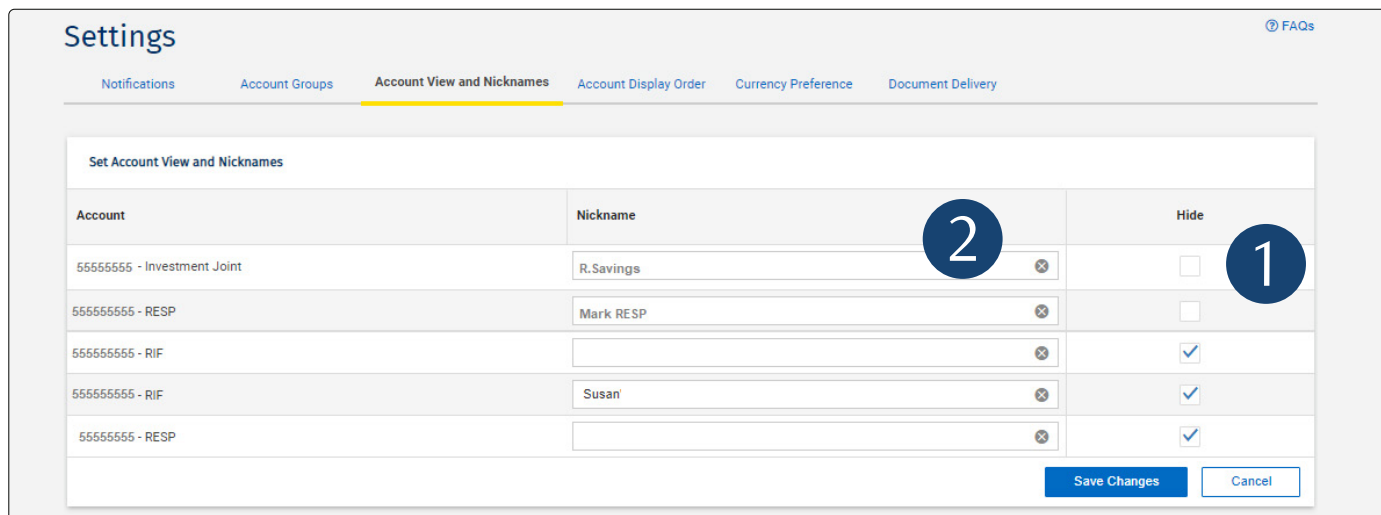 Settings
FAQs
Notifications Account Groups Account View and Nicknames Account Display Order Currency Preference Document Delivery
Set Account View and Nicknames
Account Nickname Hide
2
1
55555555 - Investment Joint R.Savings
555555555 - RESP Mark RESP
555555555 - RIF
555555555 - RIF Susan'
55555555 - RESP
Save Changes Cancel